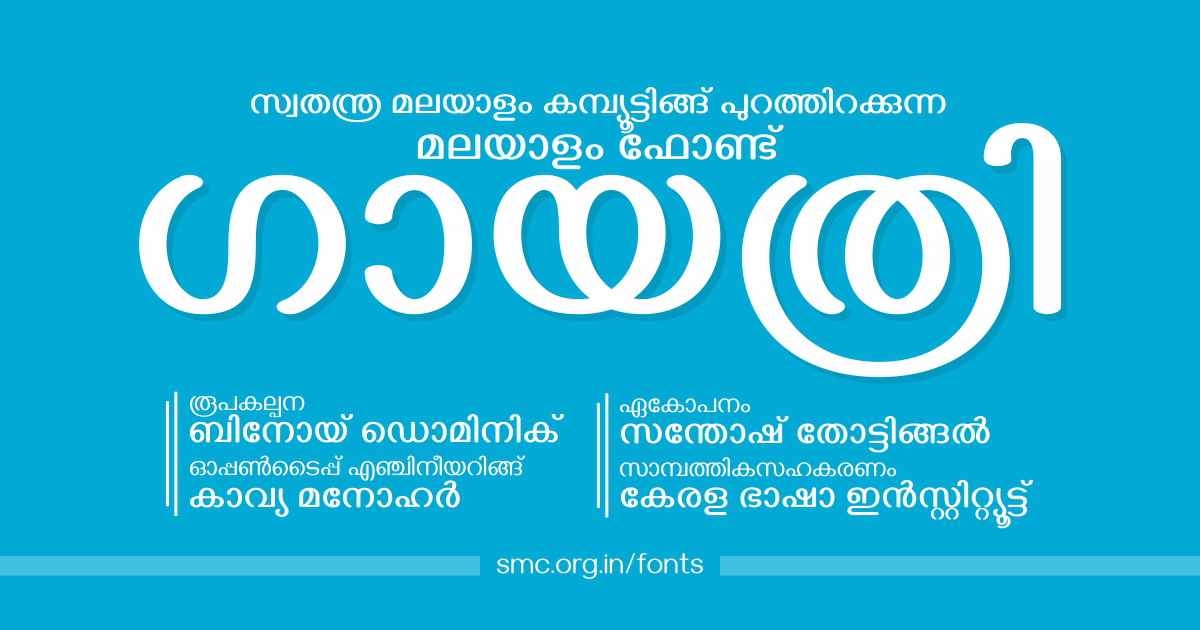 സ്വതന്ത്ര മലയാളം കമ്പ്യൂട്ടിങ്ങ് പുറത്തിറക്കുന്ന
മലയാളം ഫോണ്ട്
ഗായത്രി
രൂപകല്പന
ബിനോയ് ഡൊമിനിക്
ഓപ്പൺടൈപ്പ് എഞ്ചിനീയറിങ്ങ്
കാവ്യ മനോഹർ
ഏകോപനം
സന്തോഷ് തോട്ടിങ്ങൽ
സാമ്പത്തികസഹകരണം
കേരള ഭാഷാ ഇൻസ്റ്റിറ്റ്യൂട്ട്
smc.org.in/fonts